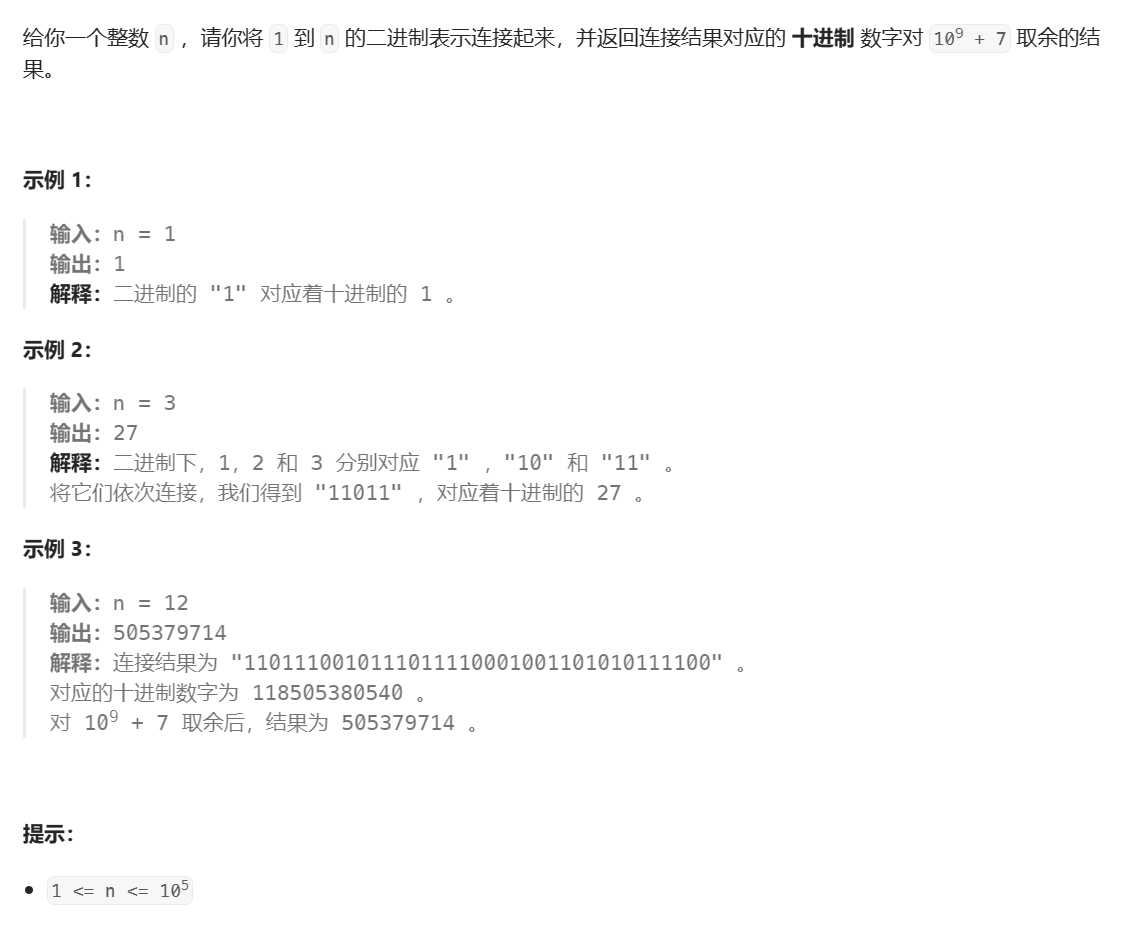 给你一个整数 n ，请你将 1 到 n 的二进制表示连接起来，并返回连接结果对应的 十进制 数字对 10⁹ + 7 取余的结
果。
示例 1：
输入：n = 1
输出：1
解释：二进制的 "1" 对应着十进制的 1 。
示例 2：
输入：n = 3
输出：27
解释：二进制下，1，2 和 3 分别对应 "1" ，"10" 和 "11" 。
将它们依次连接，我们得到 "11011" ，对应着十进制的 27 。
示例 3：
输入：n = 12
输出：505379714
解释：连接结果为 "1101110010111011110001001101010111100" 。
对应的十进制数字为 118505380540 。
对 10⁹ + 7 取余后，结果为 505379714 。
提示：
• 1 <= n <= 10⁵